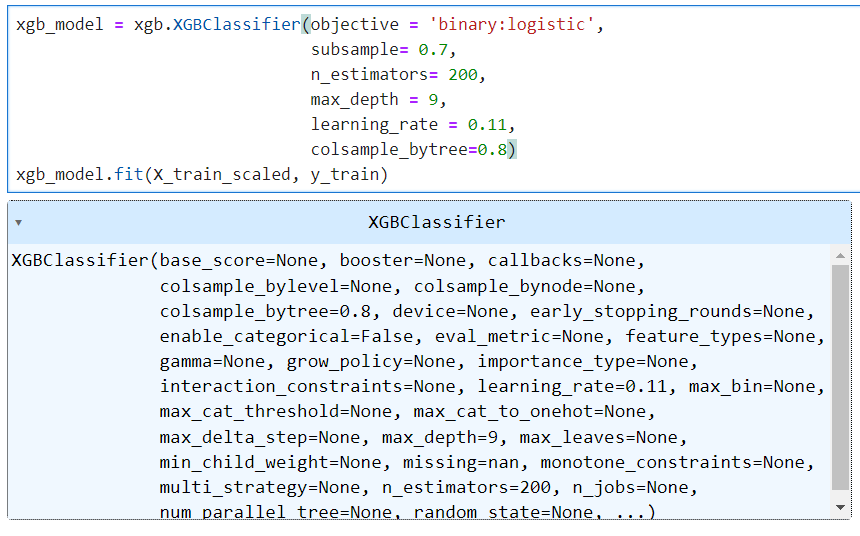 xgb_model = xgb.XGBClassifier(objective = 'binary:logistic',
subsample= 0.7,
n_estimators= 200,
max_depth = 9,
learning_rate = 0.11,
colsample_bytree=0.8)
xgb_model.fit(X_train_scaled, y_train)
XGBClassifier
XGBClassifier(base_score=None, booster=None, callbacks=None,
colsample_bylevel=None, colsample_bynode=None,
colsample_bytree=0.8, device=None, early_stopping_rounds=None,
enable_categorical=False, eval_metric=None, feature_types=None,
gamma=None, grow_policy=None, importance_type=None,
interaction_constraints=None, learning_rate=0.11, max_bin=None,
max_cat_threshold=None, max_cat_to_onehot=None,
max_delta_step=None, max_depth=9, max_leaves=None,
min_child_weight=None, missing=nan, monotone_constraints=None,
multi_strategy=None, n_estimators=200, n_jobs=None,
num_parallel_tree=None, random_state=None, ...)